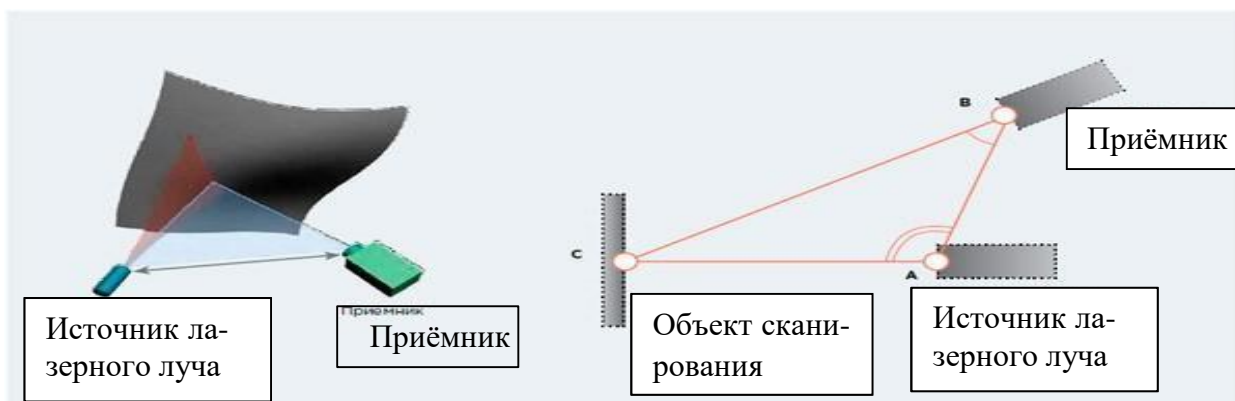 B
Приёмник
C
A
Источник ла-
зерного луча
Приемник
Приёмник
Объект скани-
рования
Источник ла-
зерного луча